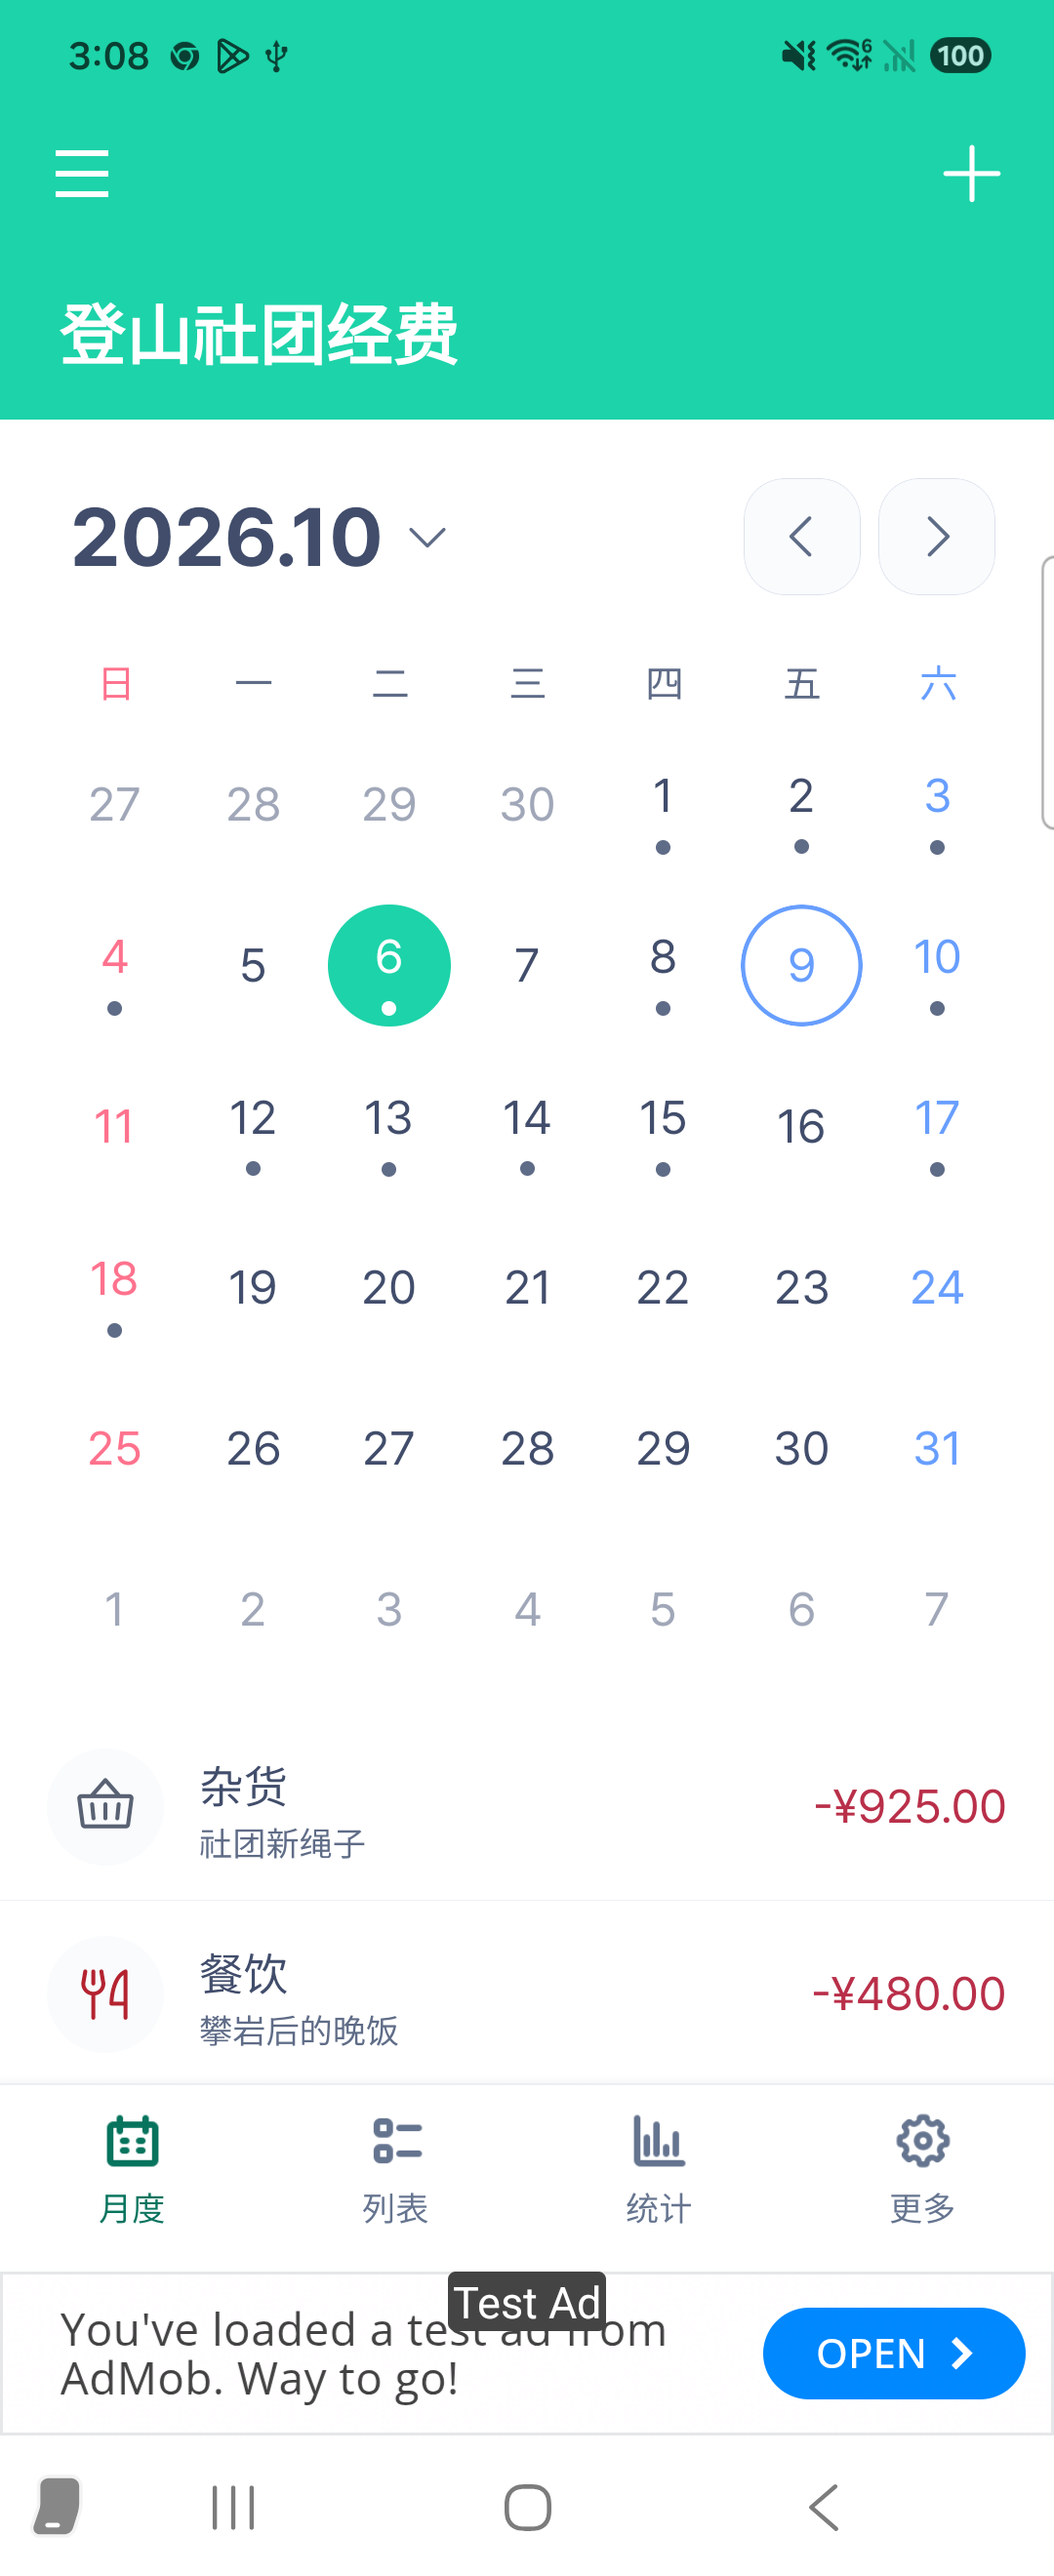 3:08
6
100
登山社团经费
2026.10
日 一 二 三 四 五 六
27 28 29 30 1 2 3
4 5 6 7 8 9 10
11 12 13 14 15 16 17
18 19 20 21 22 23 24
25 26 27 28 29 30 31
1 2 3 4 5 6 7
杂货
社团新绳子
-¥925.00
餐饮
攀岩后的晚饭
-¥480.00
月度 列表 统计 更多
Test Ad
You've loaded a test ad from
AdMob. Way to go!
OPEN